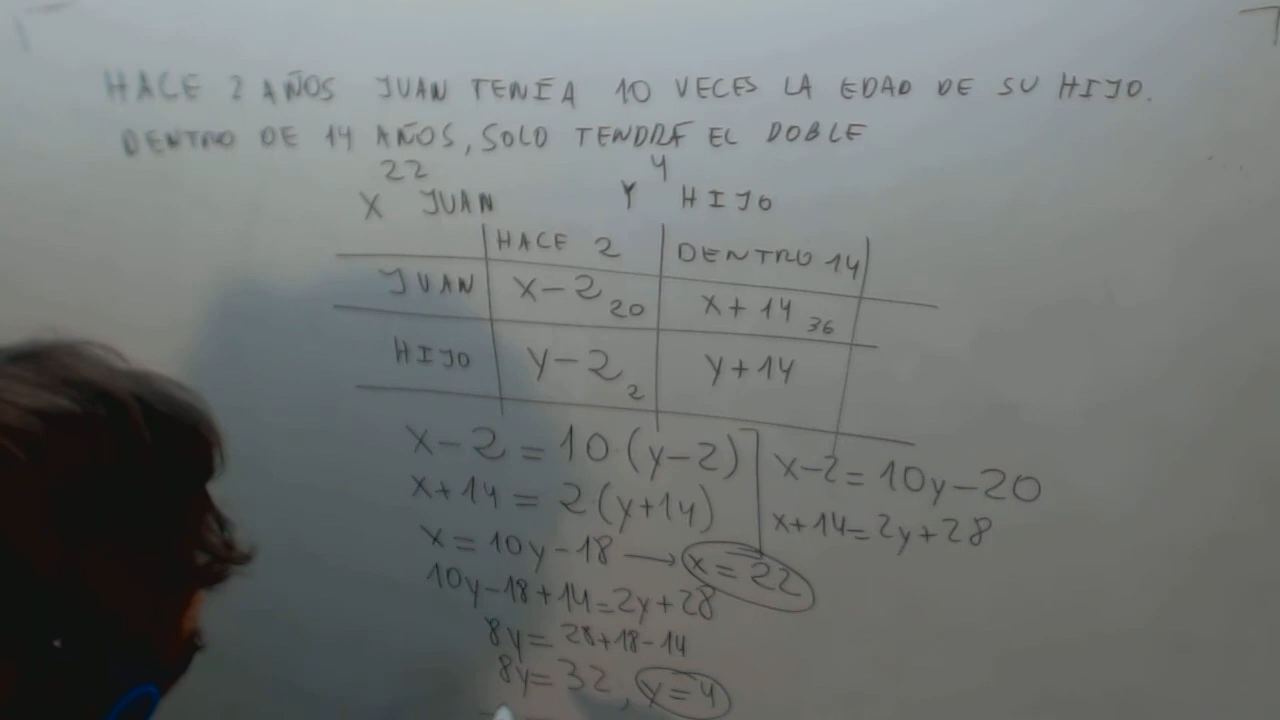 HACE 2 AÑOS JUAN TENÍA 10 VECES LA EDAD DE SU HIJO.
DENTRO DE 14 AÑOS, SOLO TENDRÁ EL DOBLE
22 4
X JUAN Y HIJO
HACE 2 DENTRO 14
JUAN X-2 20 X+14 36
HIJO Y-2 2 Y+14
X-2=10(y-2) X-2=10y-20
X+14=2(y+14) X+14=2y+28
X=10y-18 → X=22
10y-18+14=2y+28
8y=28+18-14
8y=32, y=4